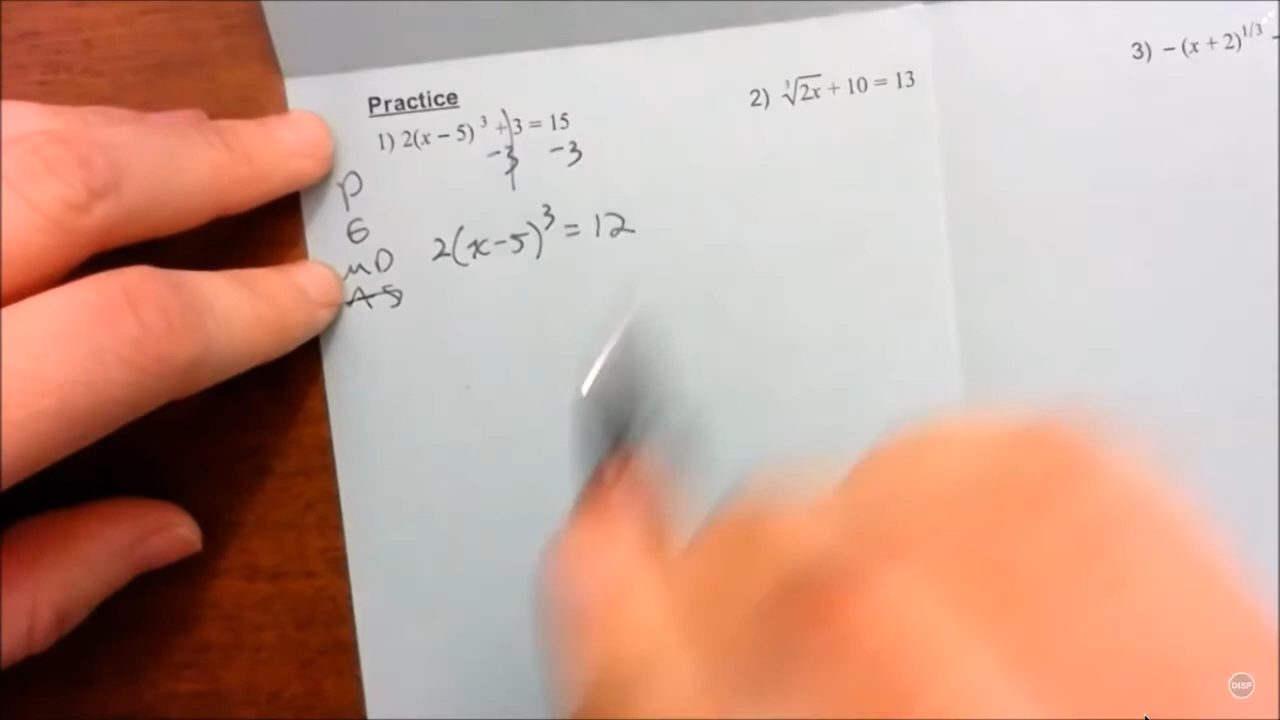 Practice
1) 2(x − 5)³ + 3 = 15
−3 −3
P
E
MD
AS
2(x−5)³ = 12
2) ∛2x + 10 = 13
3) − (x + 2)^1/3 -
DISP